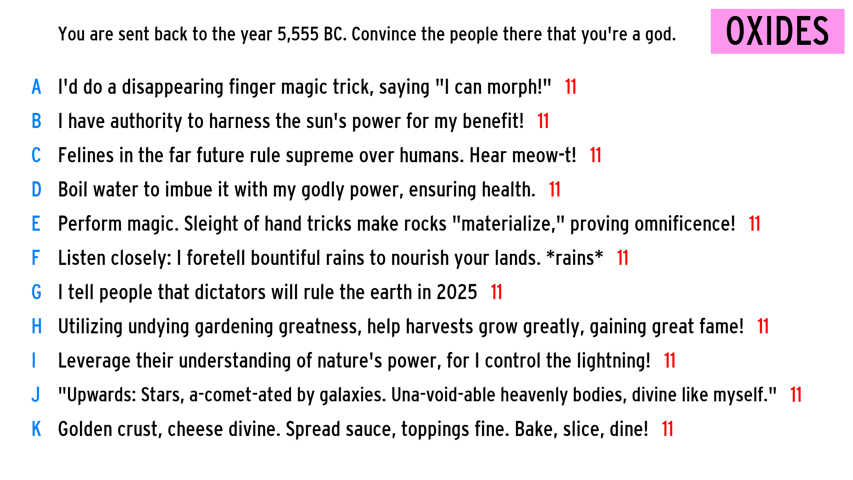 You are sent back to the year 5,555 BC. Convince the people there that you're a god.
OXIDES
A I'd do a disappearing finger magic trick, saying "I can morph!" 11
B I have authority to harness the sun's power for my benefit! 11
C Felines in the far future rule supreme over humans. Hear meow-t! 11
D Boil water to imbue it with my godly power, ensuring health. 11
E Perform magic. Sleight of hand tricks make rocks "materialize," proving omnificence! 11
F Listen closely: I foretell bountiful rains to nourish your lands. *rains* 11
G I tell people that dictators will rule the earth in 2025 11
H Utilizing undying gardening greatness, help harvests grow greatly, gaining great fame! 11
I Leverage their understanding of nature's power, for I control the lightning! 11
J "Upwards: Stars, a-comet-ated by galaxies. Una-void-able heavenly bodies, divine like myself." 11
K Golden crust, cheese divine. Spread sauce, toppings fine. Bake, slice, dine! 11